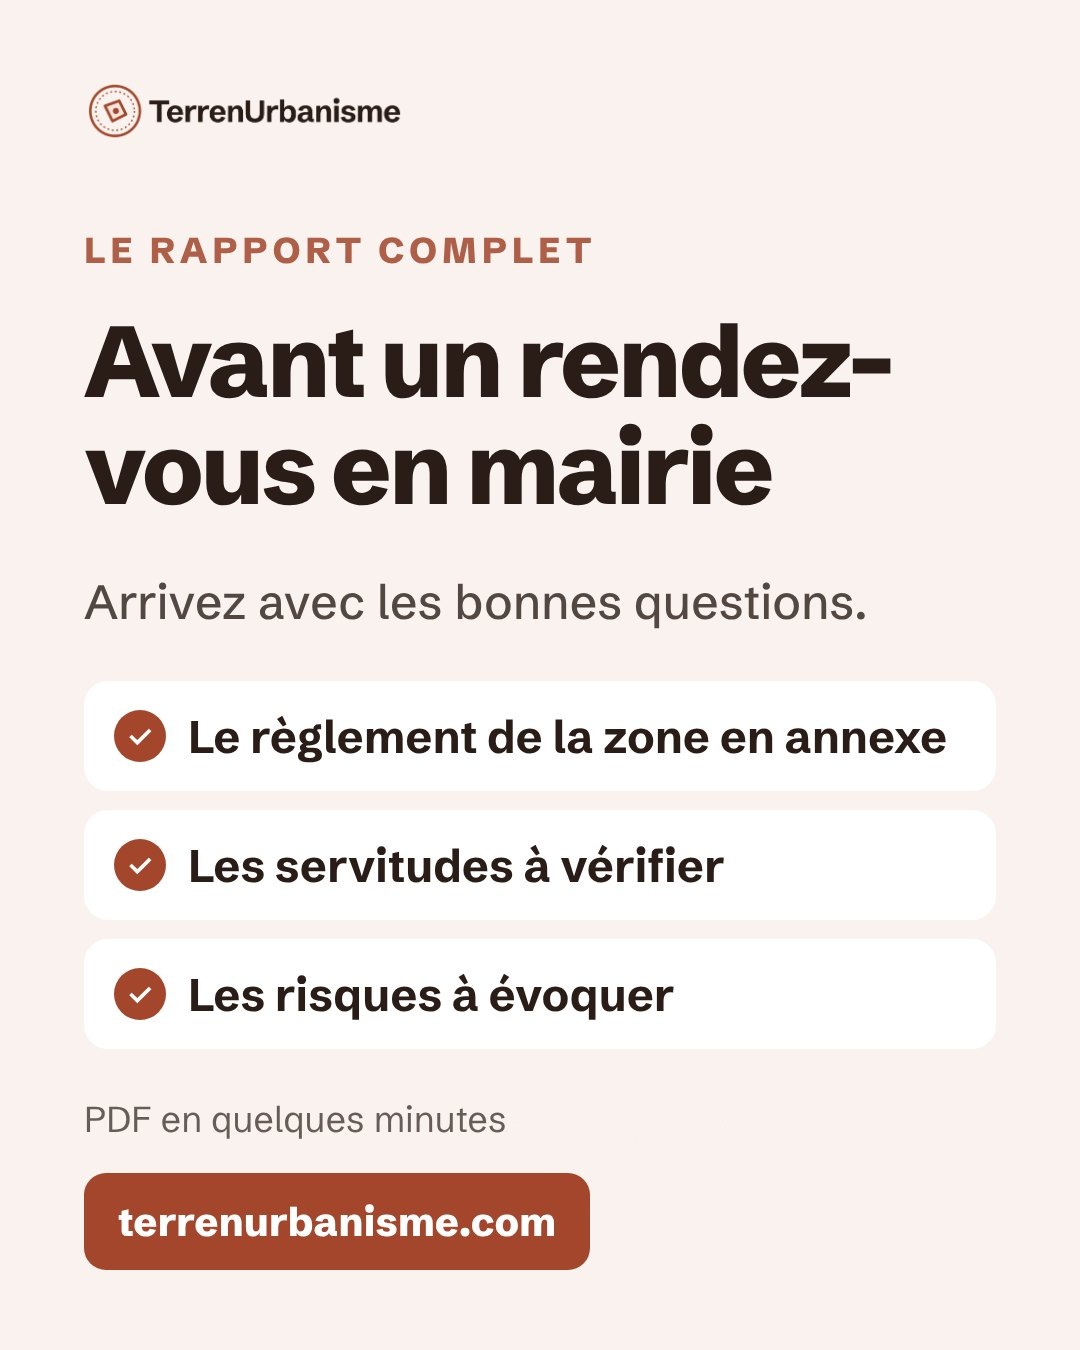 TerrenUrbanisme
LE RAPPORT COMPLET
Avant un rendez-
vous en mairie
Arrivez avec les bonnes questions.
Le règlement de la zone en annexe
Les servitudes à vérifier
Les risques à évoquer
PDF en quelques minutes
terrenurbanisme.com